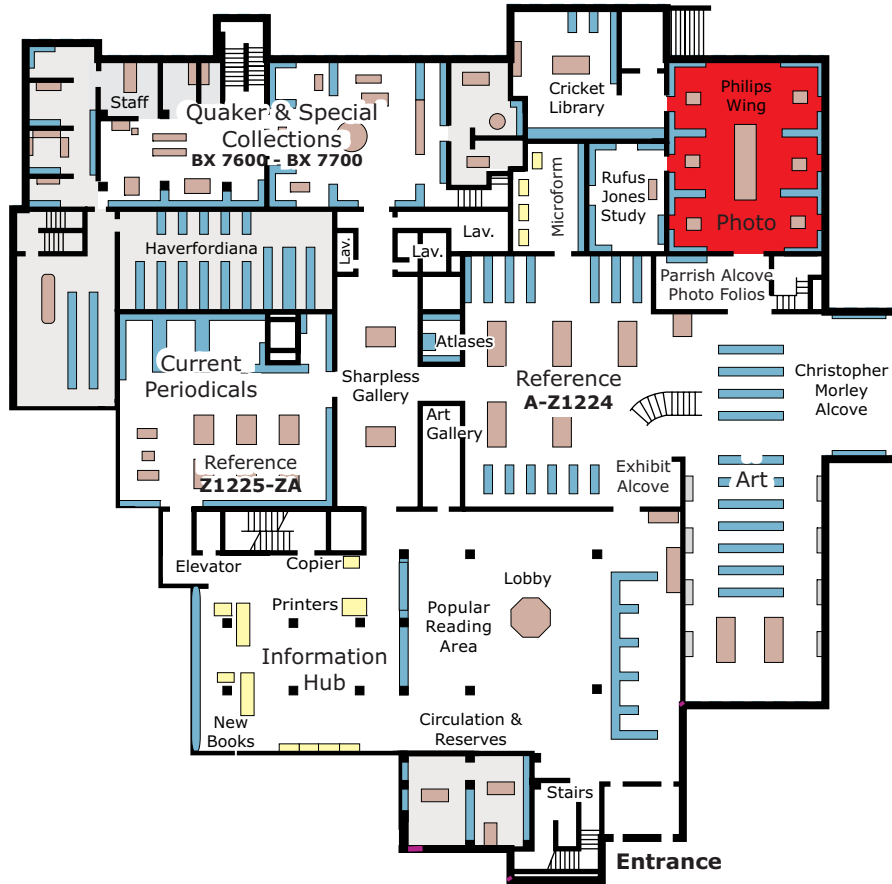 Staff
Quaker & Special
Collections
BX 7600 - BX 7700
Cricket
Library
Philips
Wing
Photo
Microform
Rufus
Jones
Study
Haverfordiana
Lav.
Lav.
Lav.
Parrish Alcove
Photo Folios
Current
Periodicals
Sharpless
Gallery
Atlases
Art
Gallery
Reference
A-Z1224
Christopher
Morley
Alcove
Reference
Z1225-ZA
Exhibit
Alcove
Art
Elevator
Copier
Printers
Lobby
Popular
Reading
Area
Information
Hub
New
Books
Circulation &
Reserves
Stairs
Entrance